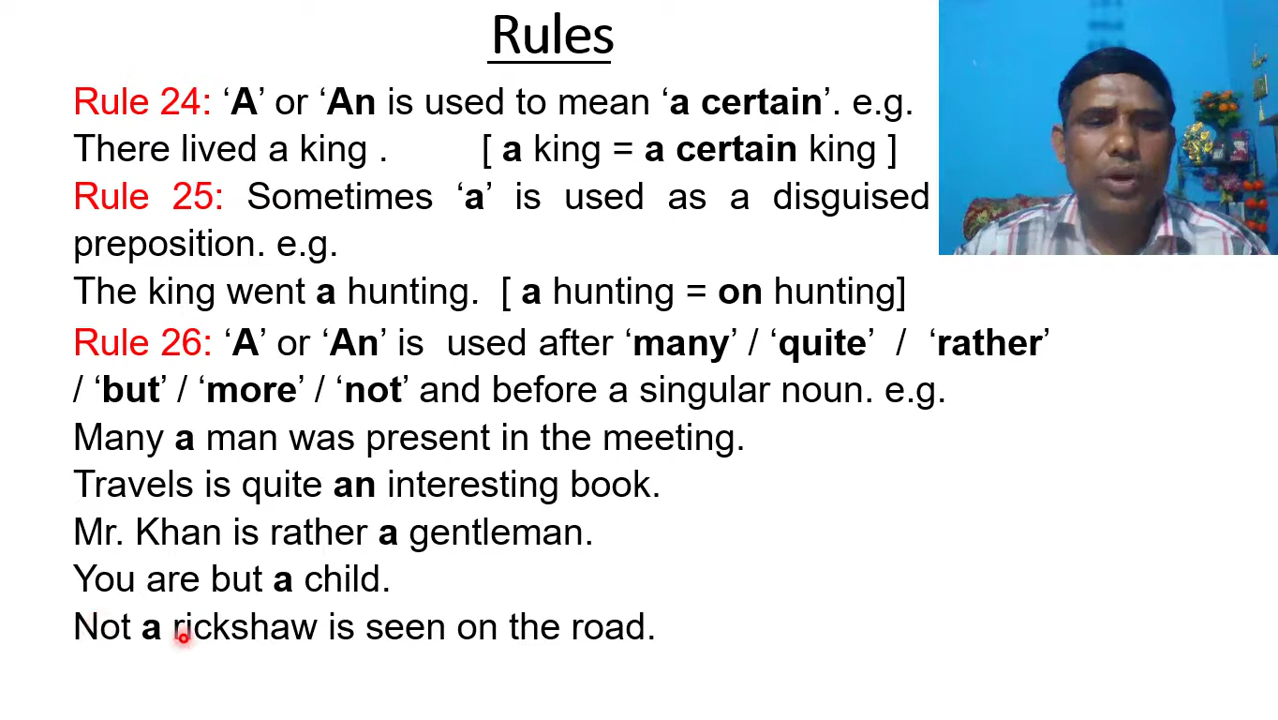 Rules
Rule 24: ‘A’ or ‘An is used to mean ‘a certain’. e.g.
There lived a king . [ a king = a certain king ]
Rule 25: Sometimes ‘a’ is used as a disguised
preposition. e.g.
The king went a hunting. [ a hunting = on hunting]
Rule 26: ‘A’ or ‘An’ is used after ‘many’ / ‘quite’ / ‘rather’
/ ‘but’ / ‘more’ / ‘not’ and before a singular noun. e.g.
Many a man was present in the meeting.
Travels is quite an interesting book.
Mr. Khan is rather a gentleman.
You are but a child.
Not a rickshaw is seen on the road.